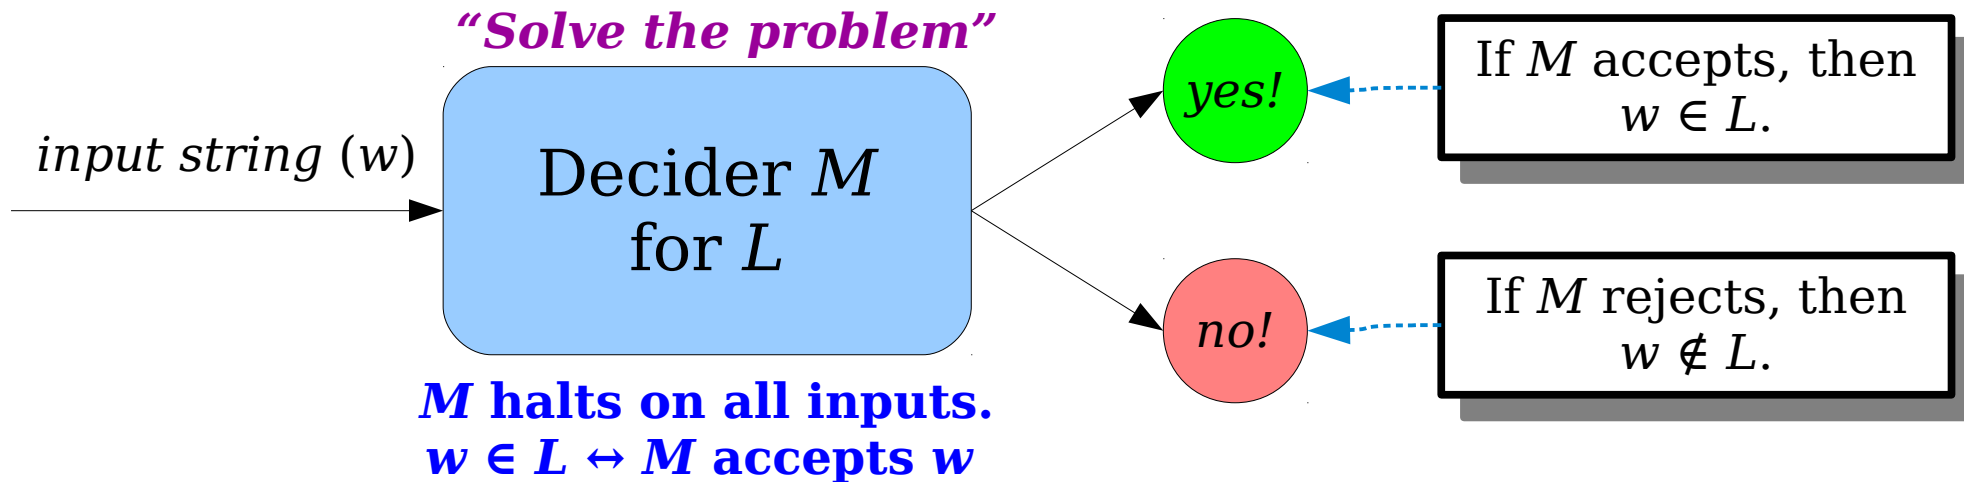 “Solve the problem”
input string (w)
Decider M
for L
M halts on all inputs.
w ∈ L ↔ M accepts w
yes!
If M accepts, then
w ∈ L.
no!
If M rejects, then
w ∉ L.